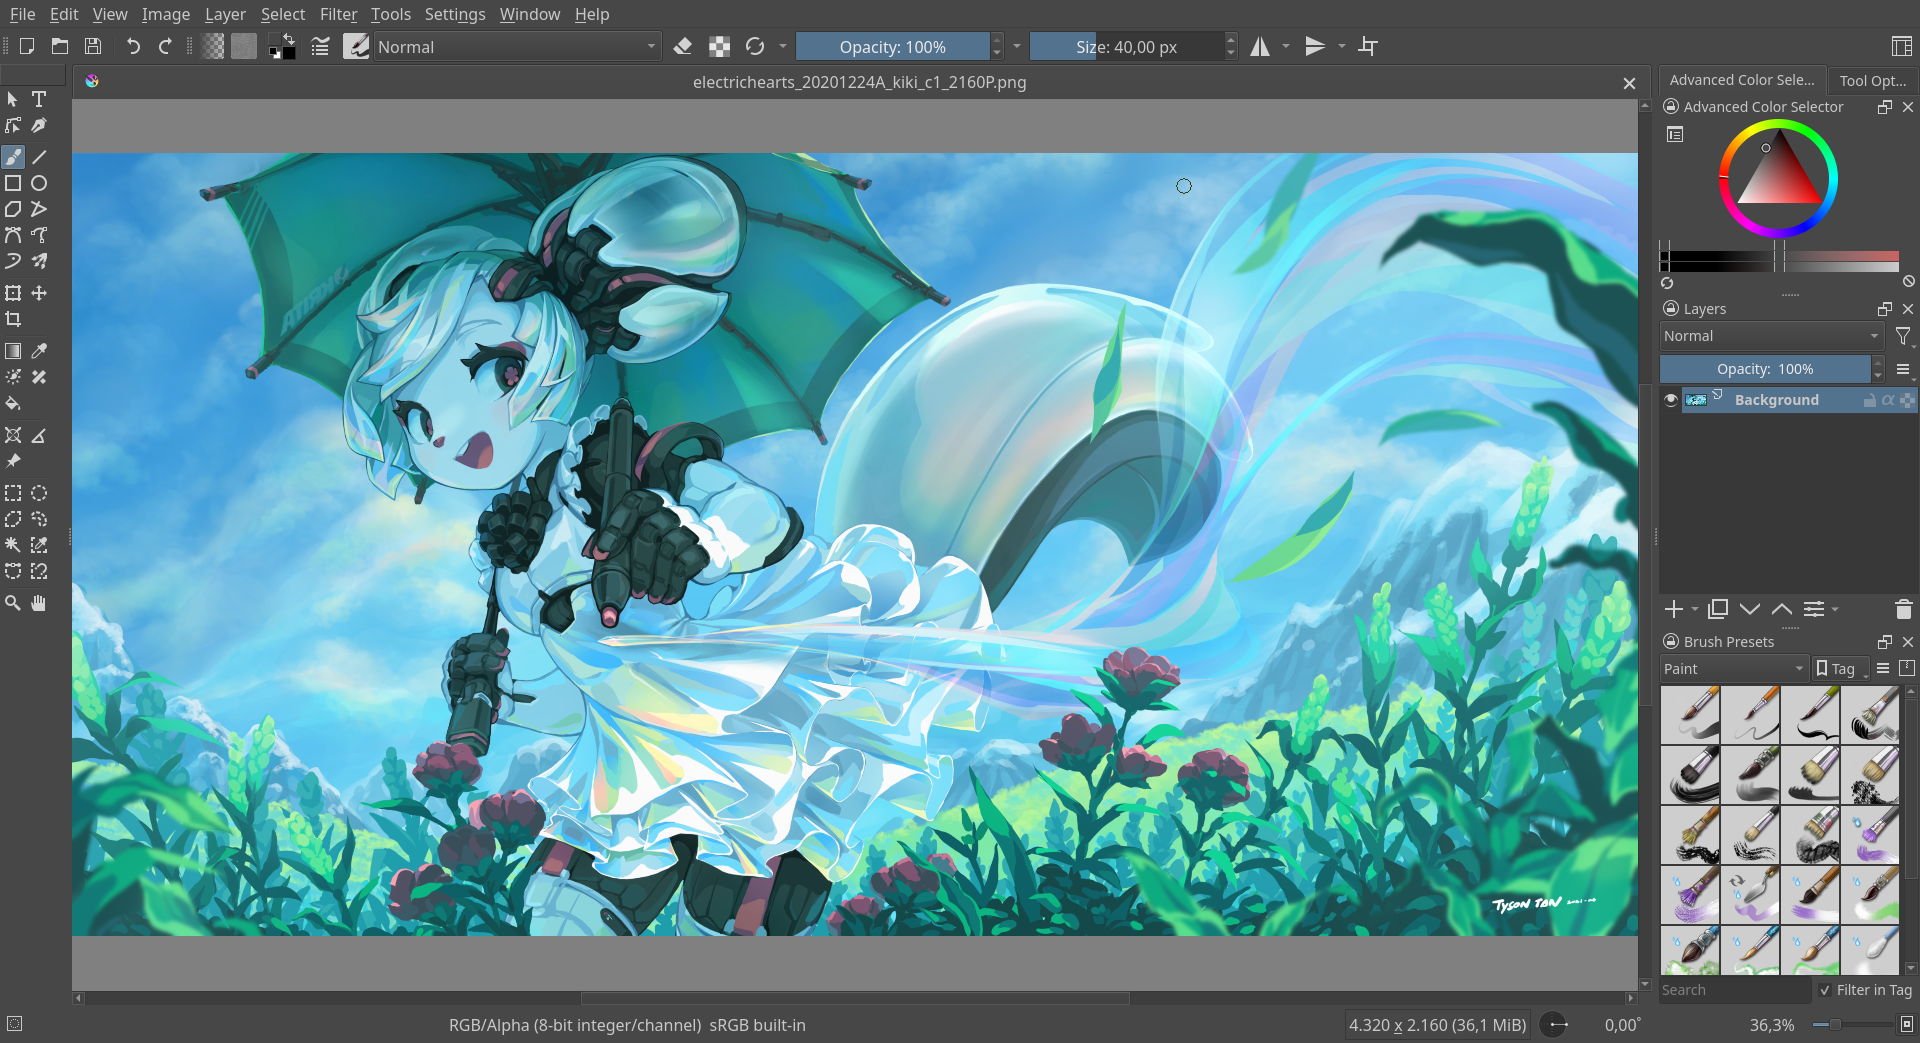 File Edit View Image Layer Select Filter Tools Settings Window Help
Normal
Opacity: 100%
Size: 40,00 px
electrichearts_20201224A_kiki_c1_2160P.png
Advanced Color Sele...
Tool Opt...
Advanced Color Selector
Layers
Normal
Opacity: 100%
Background
Brush Presets
Paint
Tag
TYSON TAN
Search
Filter in Tag
RGB/Alpha (8-bit integer/channel) sRGB built-in
4.320 x 2.160 (36,1 MiB)
0,00°
36,3%